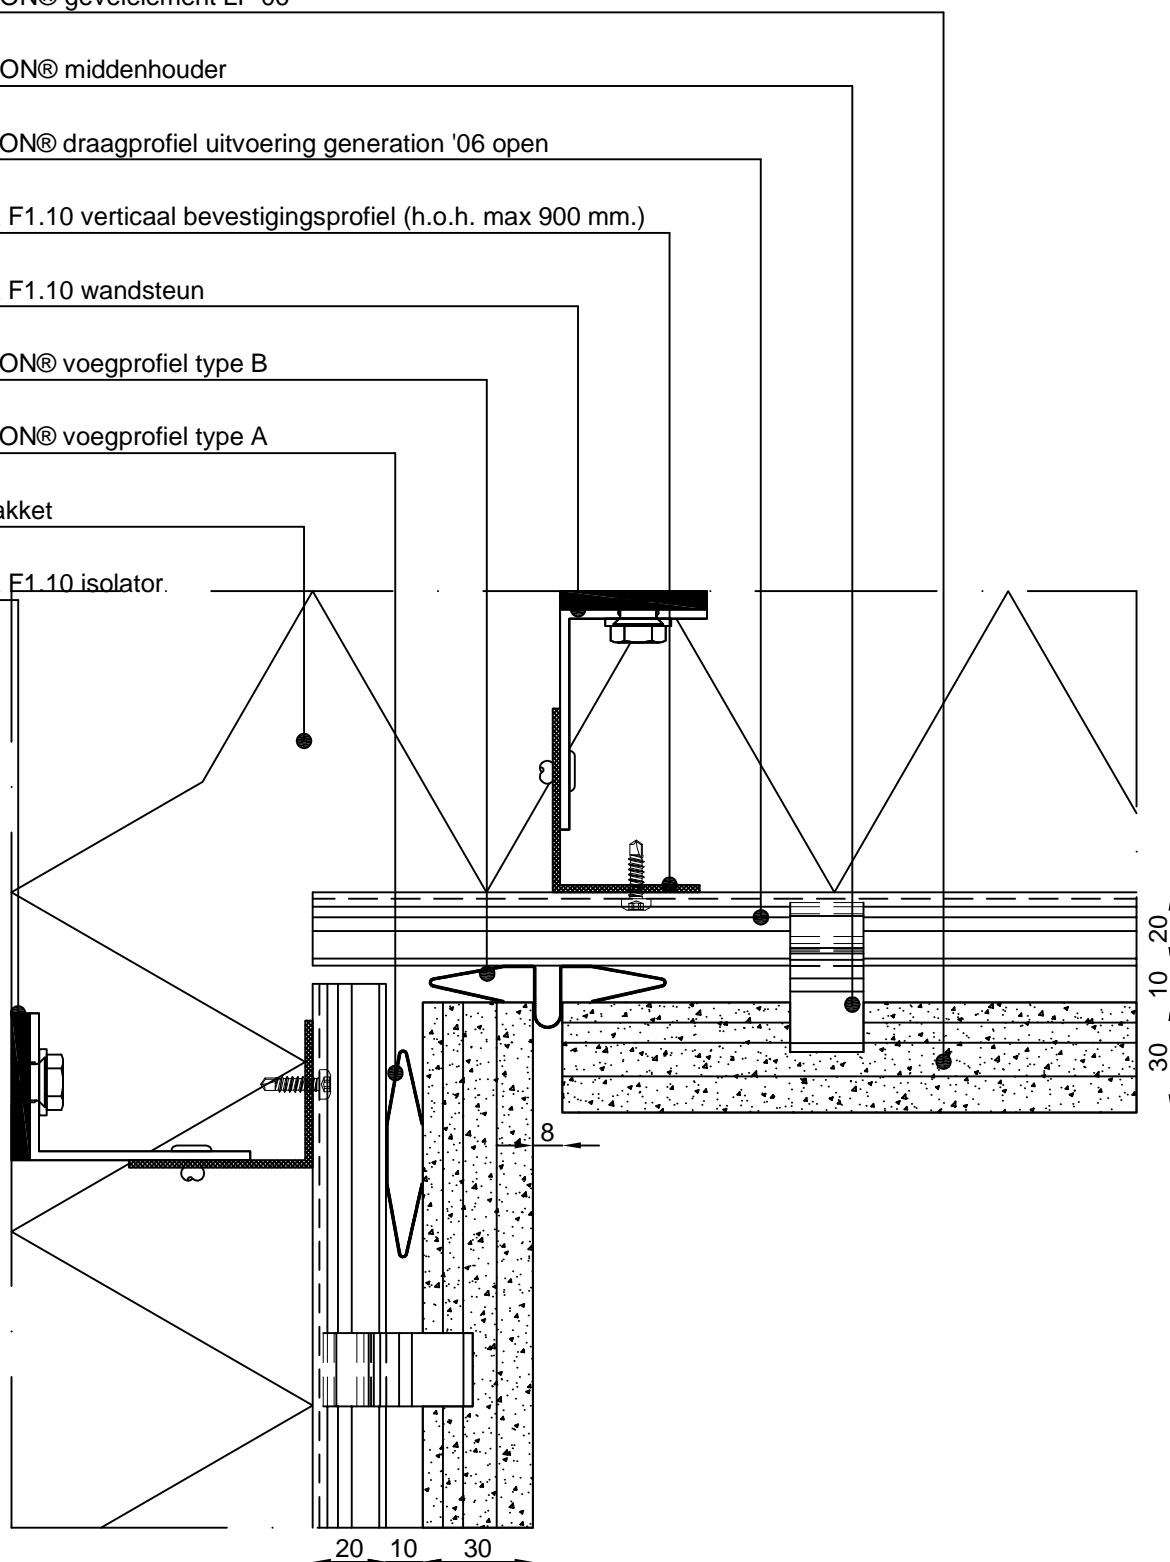 ON® gevelelement LF-06
ON® middenhouder
ON® draagprofiel uitvoering generation '06 open
F1.10 verticaal bevestigingsprofiel (h.o.h. max 900 mm.)
F1.10 wandsteun
ON® voegprofiel type B
ON® voegprofiel type A
akket
F1.10 isolator
20
10
30
8
20 10 30